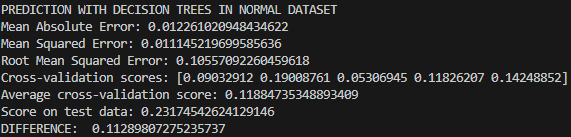 PREDICTION WITH DECISION TREES IN NORMAL DATASET
Mean Absolute Error: 0.012261020948434622
Mean Squared Error: 0.011145219699585636
Root Mean Squared Error: 0.10557092260459618
Cross-validation scores: [0.09032912 0.19008761 0.05306945 0.11826207 0.14248852]
Average cross-validation score: 0.11884735348893409
Score on test data: 0.23174542624129146
DIFFERENCE:  0.11289807275235737